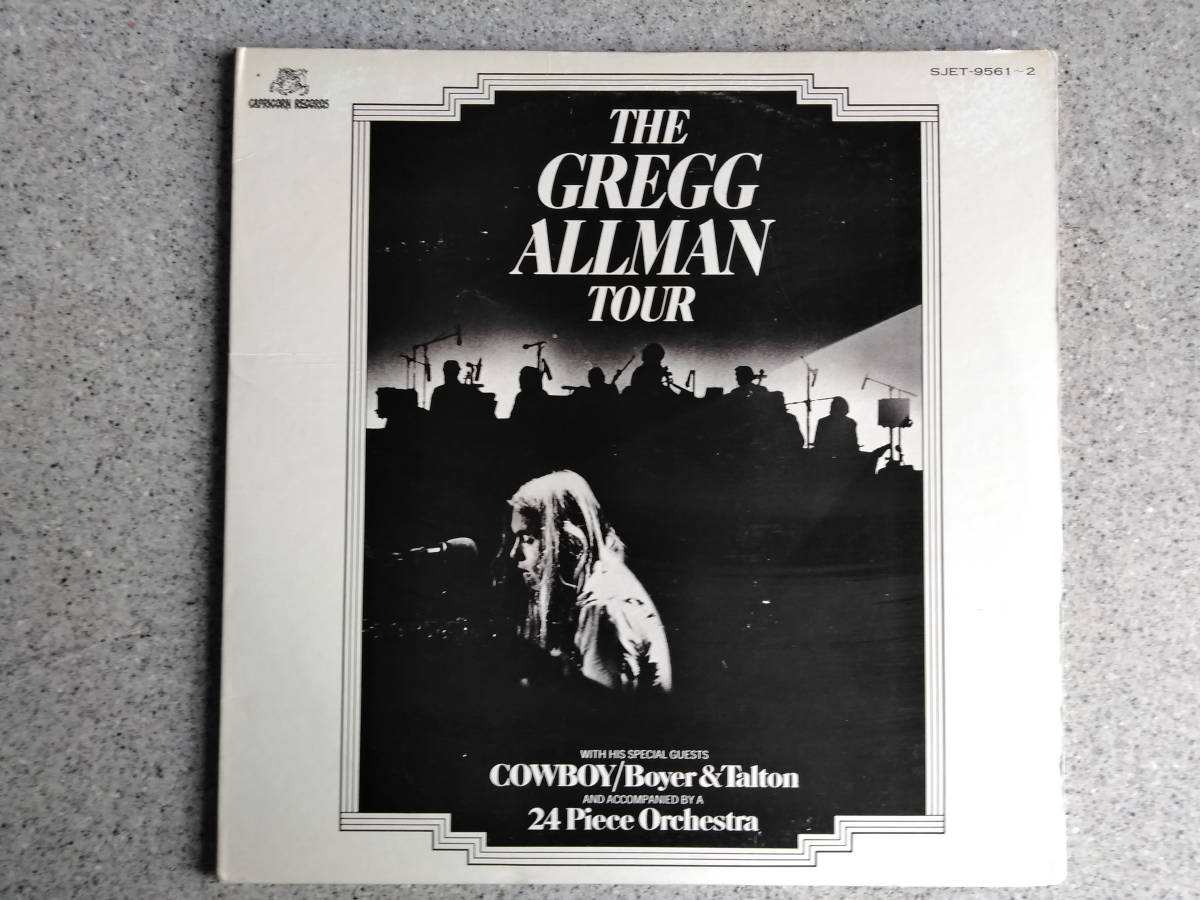 CAPRICORN RECORDS
SJET-9561~2
THE
GREGG
ALLMAN
TOUR
WITH HIS SPECIAL GUESTS
COWBOY/Boyer & Talton
AND ACCOMPANIED BY A
24 Piece Orchestra